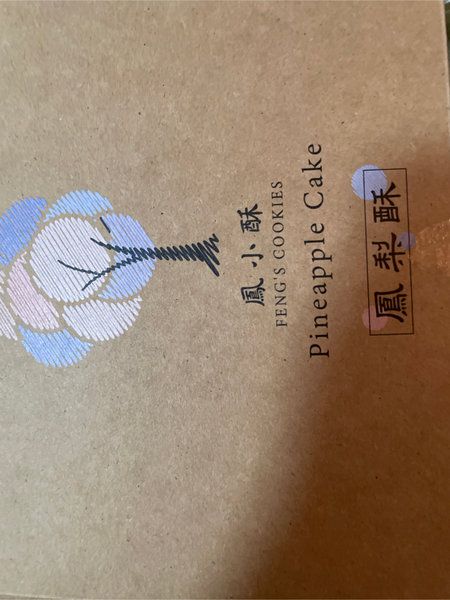 鳳小酥
FENG'S COOKIES
Pineapple Cake
鳳梨酥